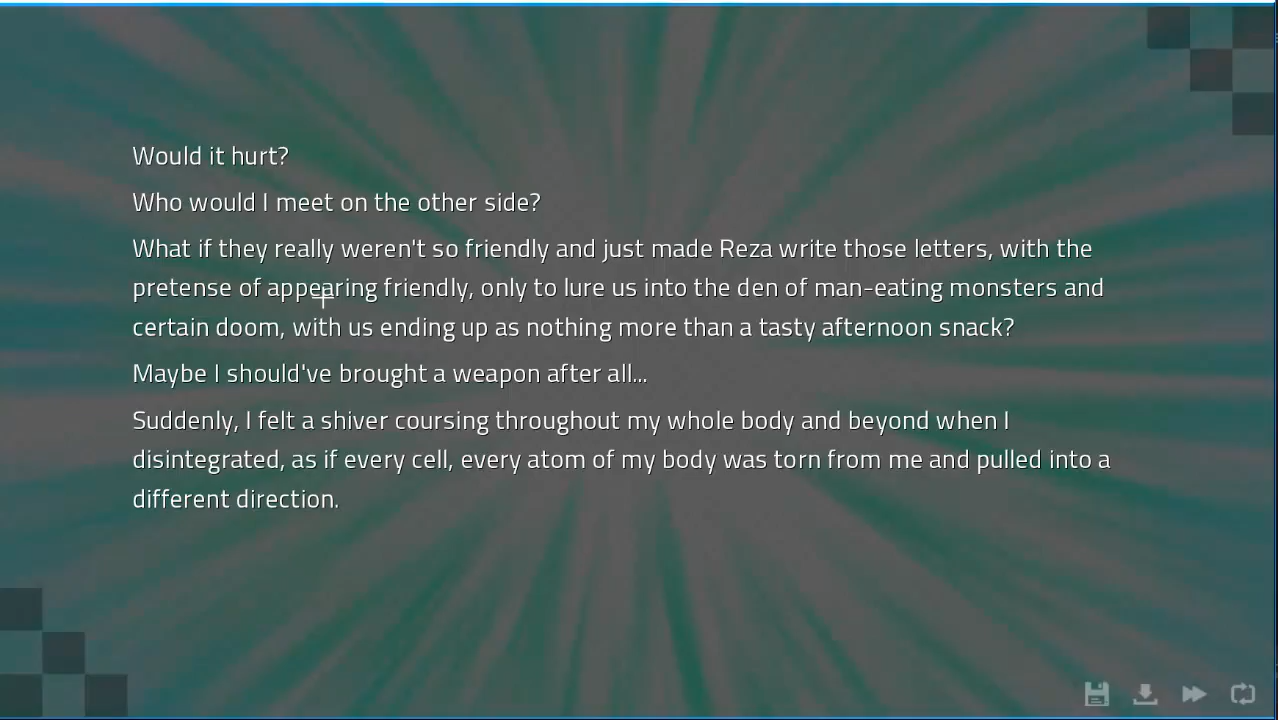 Would it hurt?
Who would I meet on the other side?
What if they really weren't so friendly and just made Reza write those letters, with the
pretense of appearing friendly, only to lure us into the den of man-eating monsters and
certain doom, with us ending up as nothing more than a tasty afternoon snack?
Maybe I should've brought a weapon after all...
Suddenly, I felt a shiver coursing throughout my whole body and beyond when I
disintegrated, as if every cell, every atom of my body was torn from me and pulled into a
different direction.